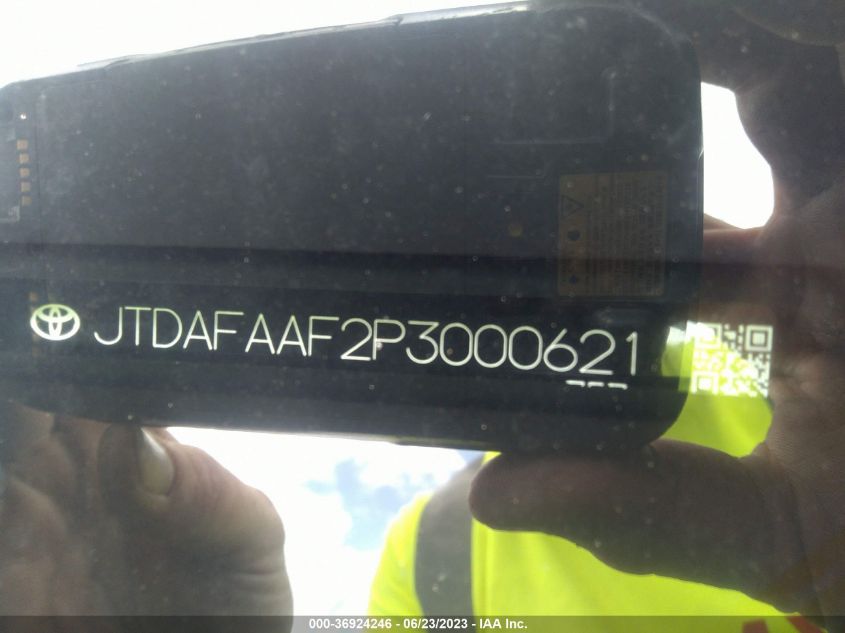 JTDAFAAF2P3000621
000-36924246 - 06/23/2023 - IAA Inc.